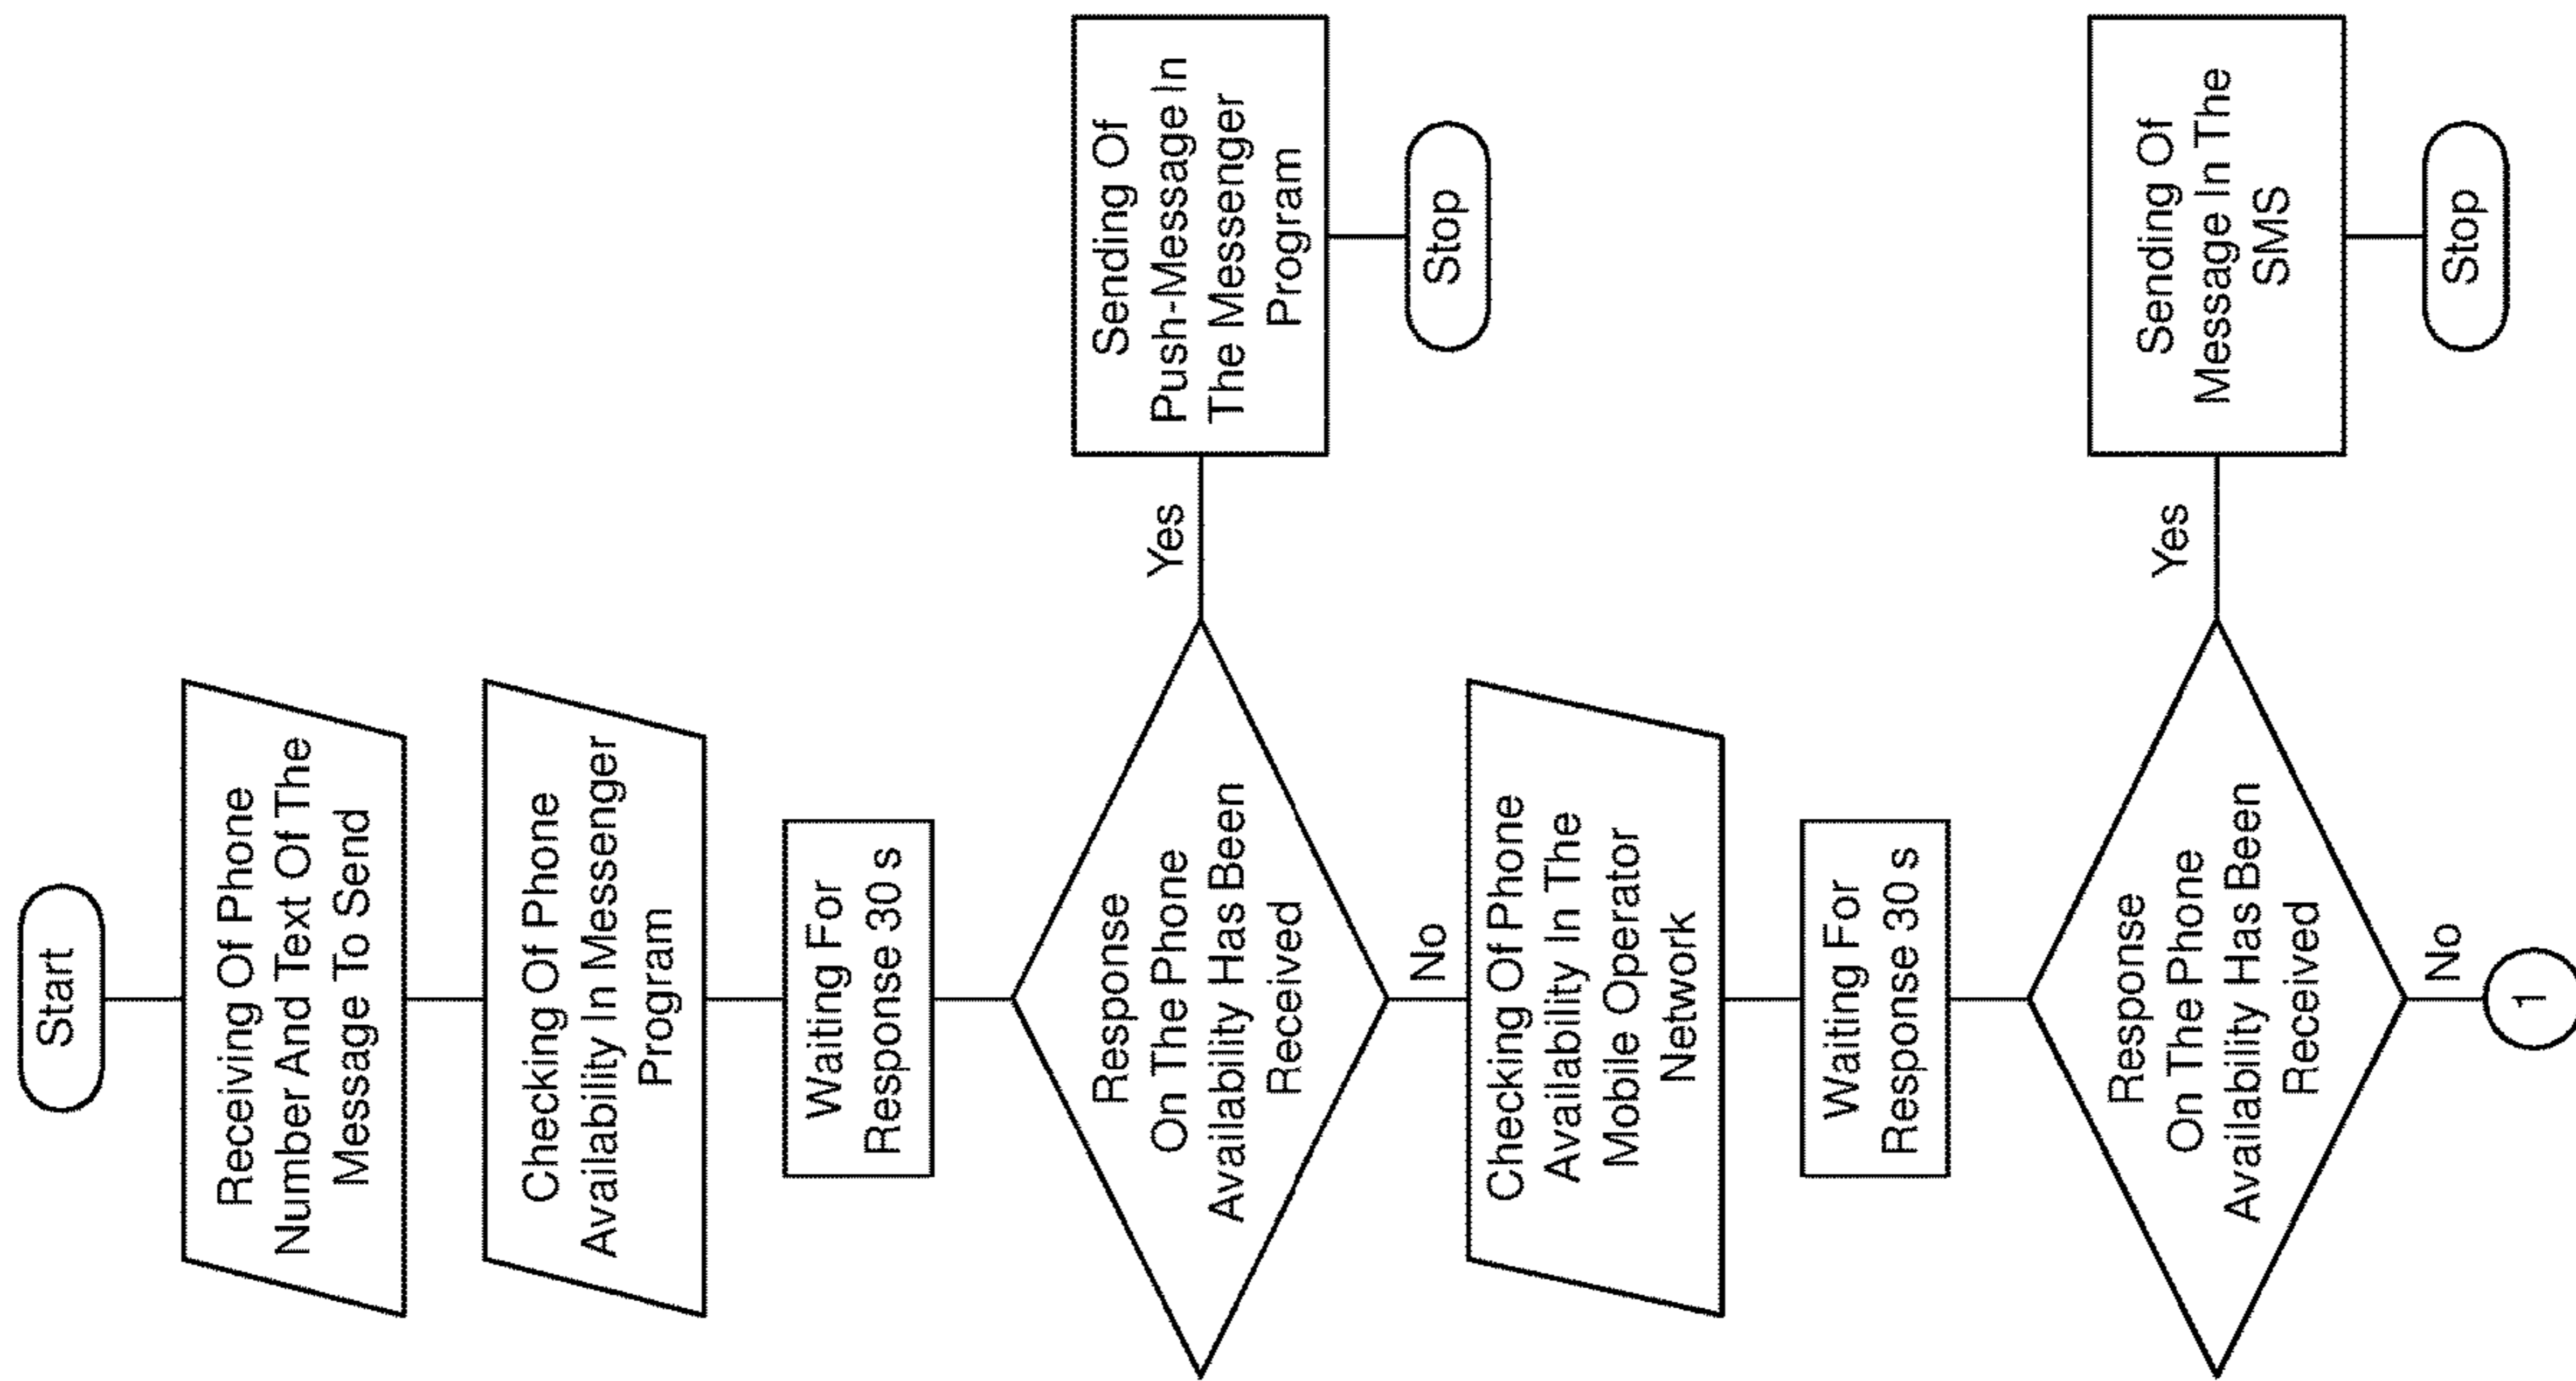 Start
Receiving Of Phone
Number And Text Of The
Message To Send
Checking Of Phone
Availability In Messenger
Program
Waiting For
Response 30 s
Response
On The Phone
Availability Has Been
Received
Yes
Sending Of
Push-Message In
The Messenger
Program
Stop
No
Checking Of Phone
Availability In The
Mobile Operator
Network
Waiting For
Response 30 s
Response
On The Phone
Availability Has Been
Received
Yes
Sending Of
Message In The
SMS
Stop
No
1